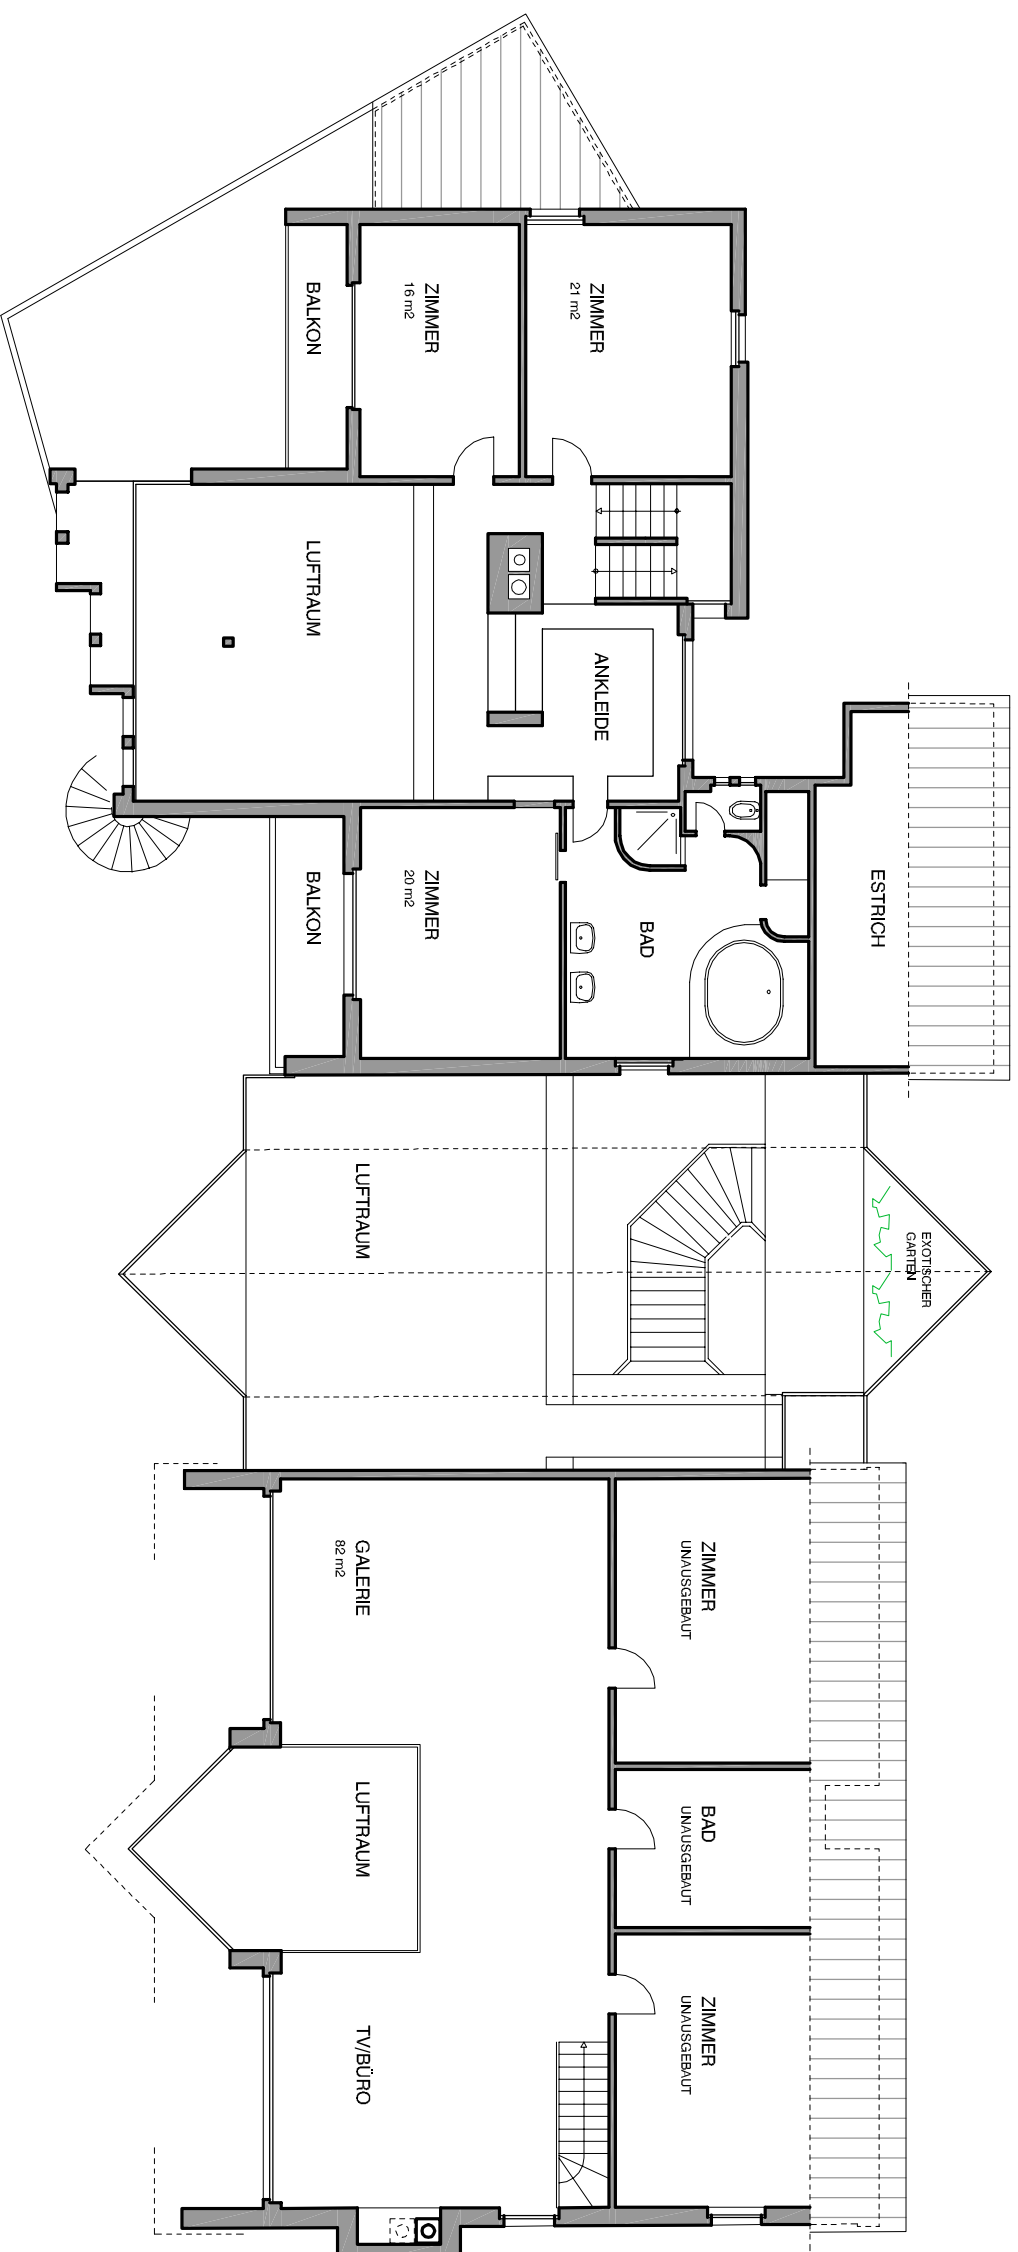 ZIMMER
21 m2
ZIMMER
16 m2
BALKON
LUFTRAUM
ANKLEIDE
ESTRICH
BAD
ZIMMER
20 m2
BALKON
LUFTRAUM
EXOTISCHER
GARTEN
ZIMMER
UNAUSGEBAUT
GALERIE
82 m2
BAD
UNAUSGEBAUT
LUFTRAUM
ZIMMER
UNAUSGEBAUT
TV/BÜRO